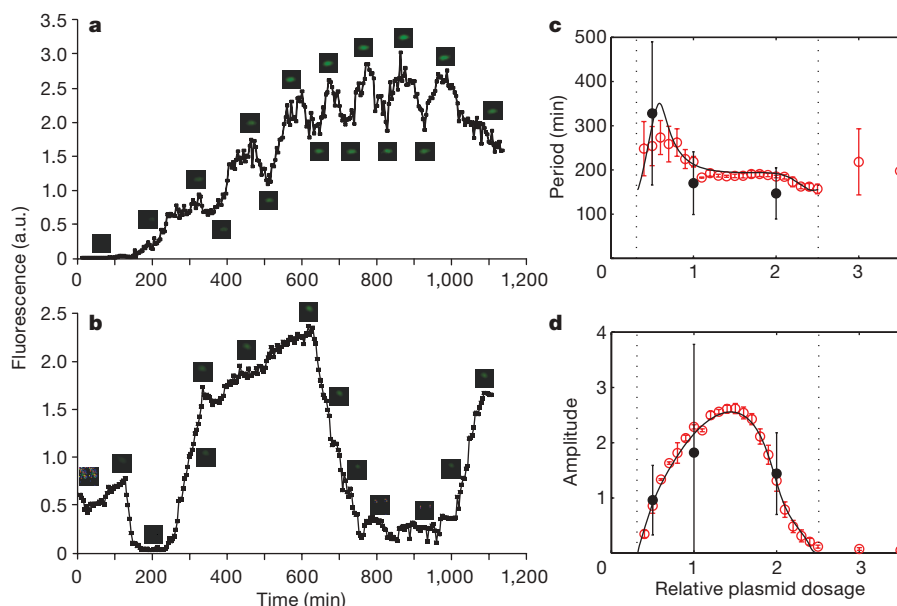 a
3.5
3.0
2.5
2.0
1.5
1.0
0.5
0
0 200 400 600 800 1,000 1,200
b
2.5
2.0
1.5
1.0
0.5
0
0 200 400 600 800 1,000 1,200
Time (min)
Fluorescence (a.u.)
c
500
400
300
200
100
0 1 2 3
Period (min)
d
4
3
2
1
0
0 1 2 3
Amplitude
Relative plasmid dosage